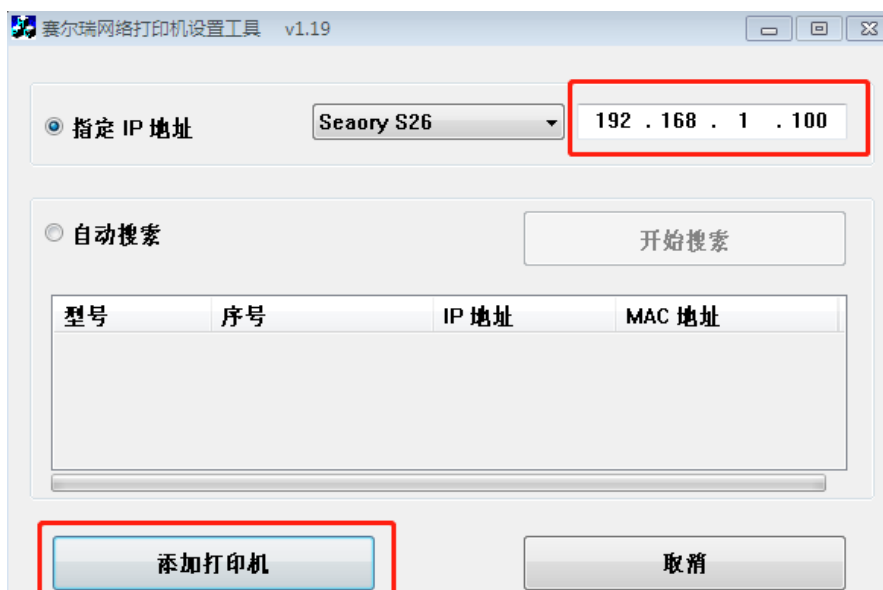 赛尔瑞网络打印机设置工具 v1.19
指定 IP 地址 Seaory S26 192 . 168 . 1 . 100
自动搜索 开始搜索
型号 序号 IP 地址 MAC 地址
添加打印机 取消